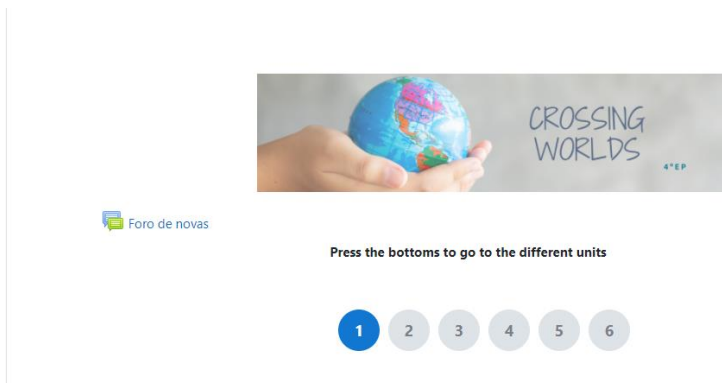 CROSSING
WORLDS
4ºEP
Foro de novas
Press the bottoms to go to the different units
1 2 3 4 5 6